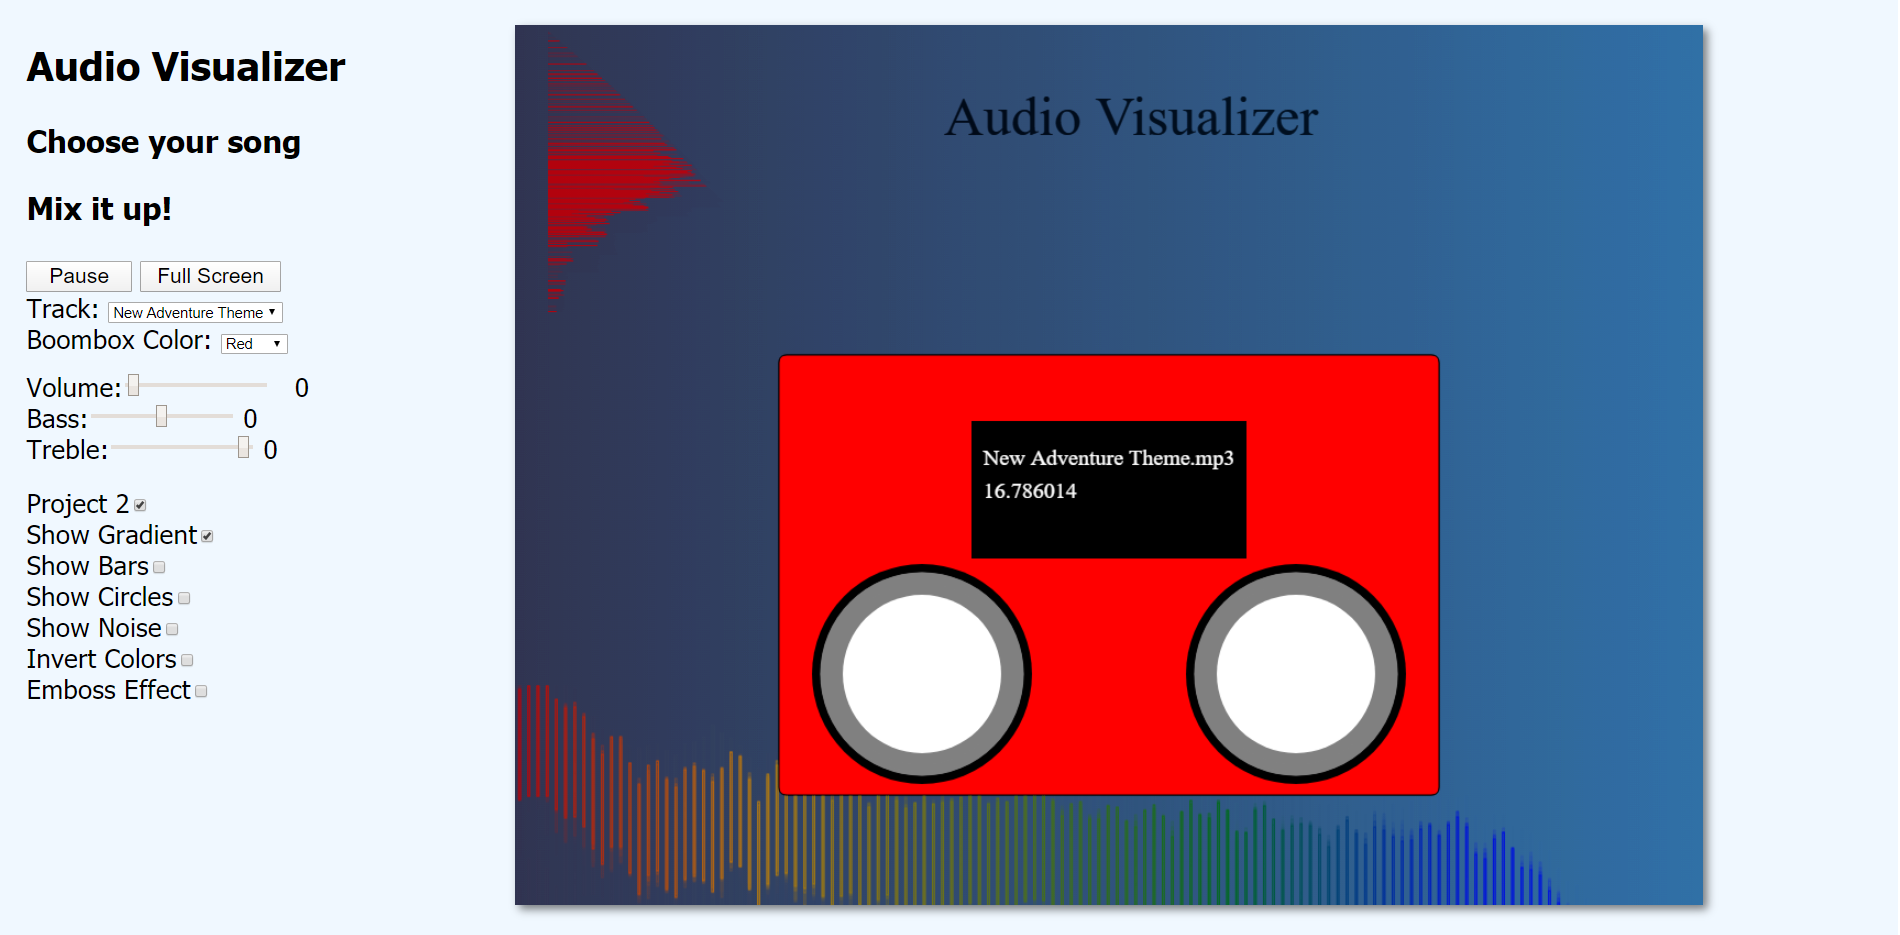 Audio Visualizer
Choose your song
Mix it up!
Pause Full Screen
Track: New Adventure Theme
Boombox Color: Red
Volume: 0
Bass: 0
Treble: 0
Project 2
Show Gradient
Show Bars
Show Circles
Show Noise
Invert Colors
Emboss Effect
Audio Visualizer
New Adventure Theme.mp3
16.786014